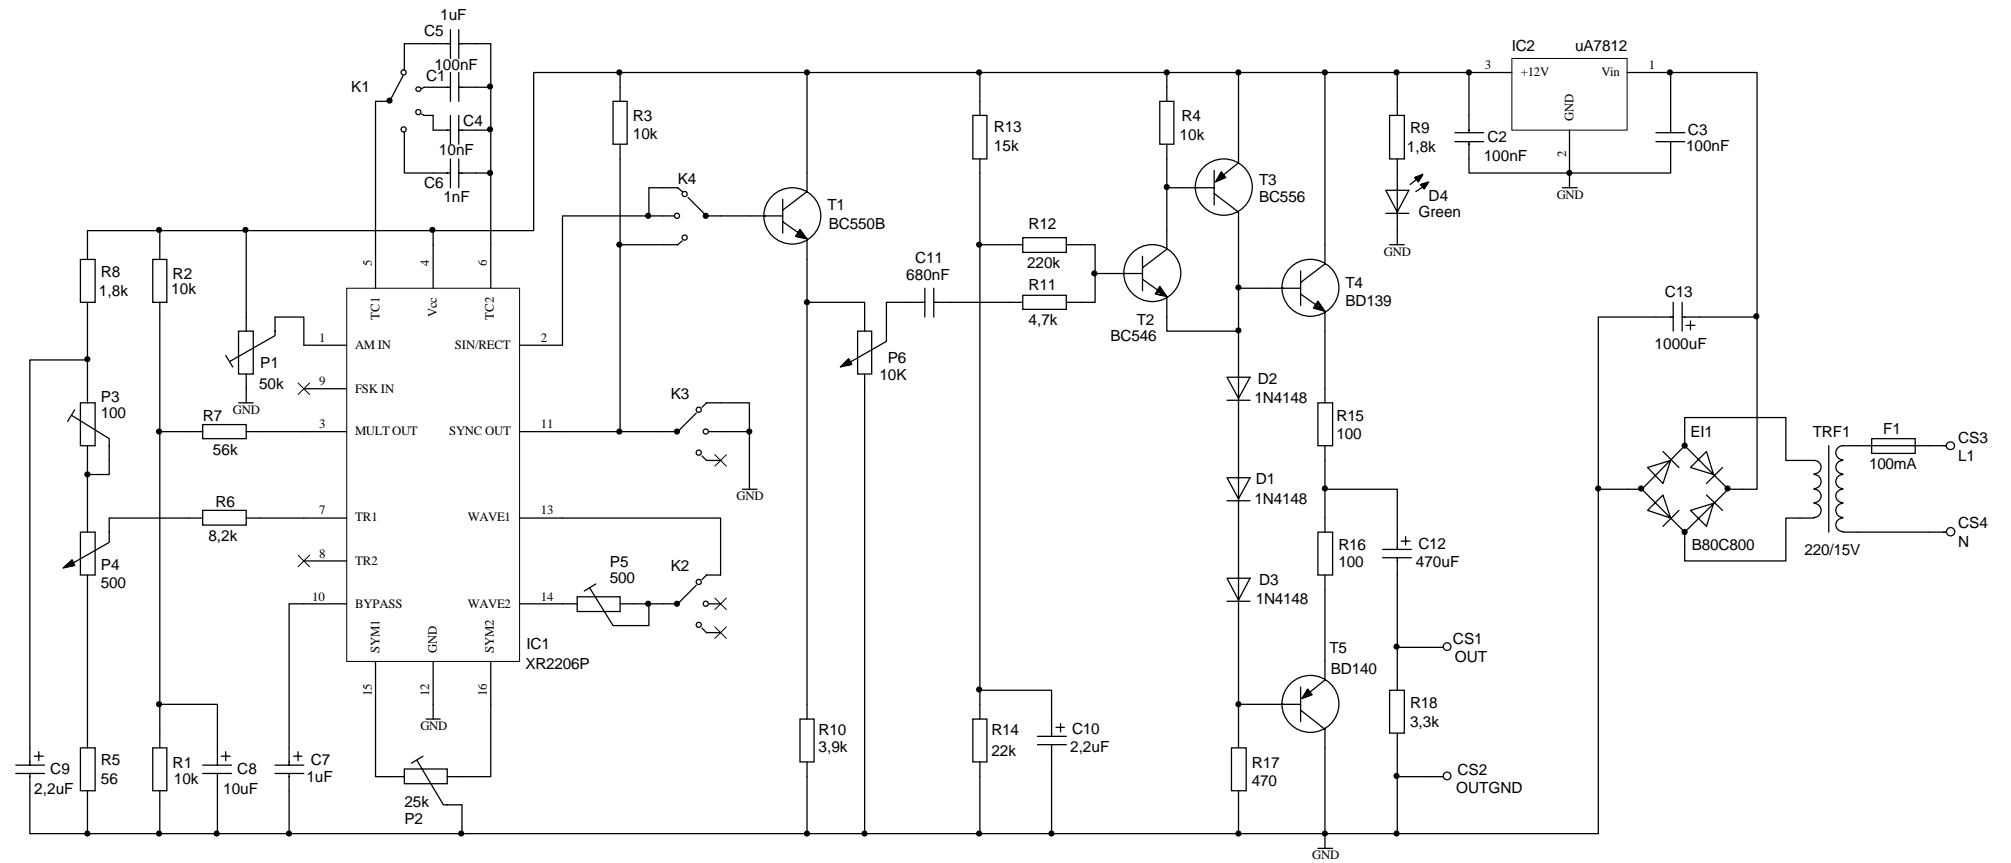 1uF
C5
100nF
C1
K1
C4
10nF
C6
1nF
R3
10k
K4
T1
BC550B
R13
15k
R4
10k
T3
BC556
R9
1,8k
D4
Green
GND
C2
100nF
IC2
uA7812
3
+12V
Vin
1
GND
2
GND
C3
100nF
R8
1,8k
R2
10k
5
4
6
TC1
Vcc
TC2
P1
50k
GND
1
AM IN
SIN/RECT
2
9
FSK IN
3
MULT OUT
SYNC OUT
11
7
TR1
WAVE1
13
8
TR2
10
BYPASS
WAVE2
14
SYM1
GND
SYM2
15
12
16
GND
IC1
XR2206P
P3
100
R7
56k
R6
8,2k
P4
500
K3
GND
P5
500
K2
C11
680nF
R12
220k
R11
4,7k
P6
10K
T2
BC546
T4
BD139
D2
1N4148
D1
1N4148
D3
1N4148
R15
100
R16
100
C12
470uF
T5
BD140
CS1
OUT
R18
3,3k
CS2
OUTGND
C13
1000uF
EI1
B80C800
TRF1
220/15V
F1
100mA
CS3
L1
CS4
N
C9
2,2uF
R5
56
R1
10k
C8
10uF
C7
1uF
25k
P2
R10
3,9k
R14
22k
C10
2,2uF
R17
470
GND